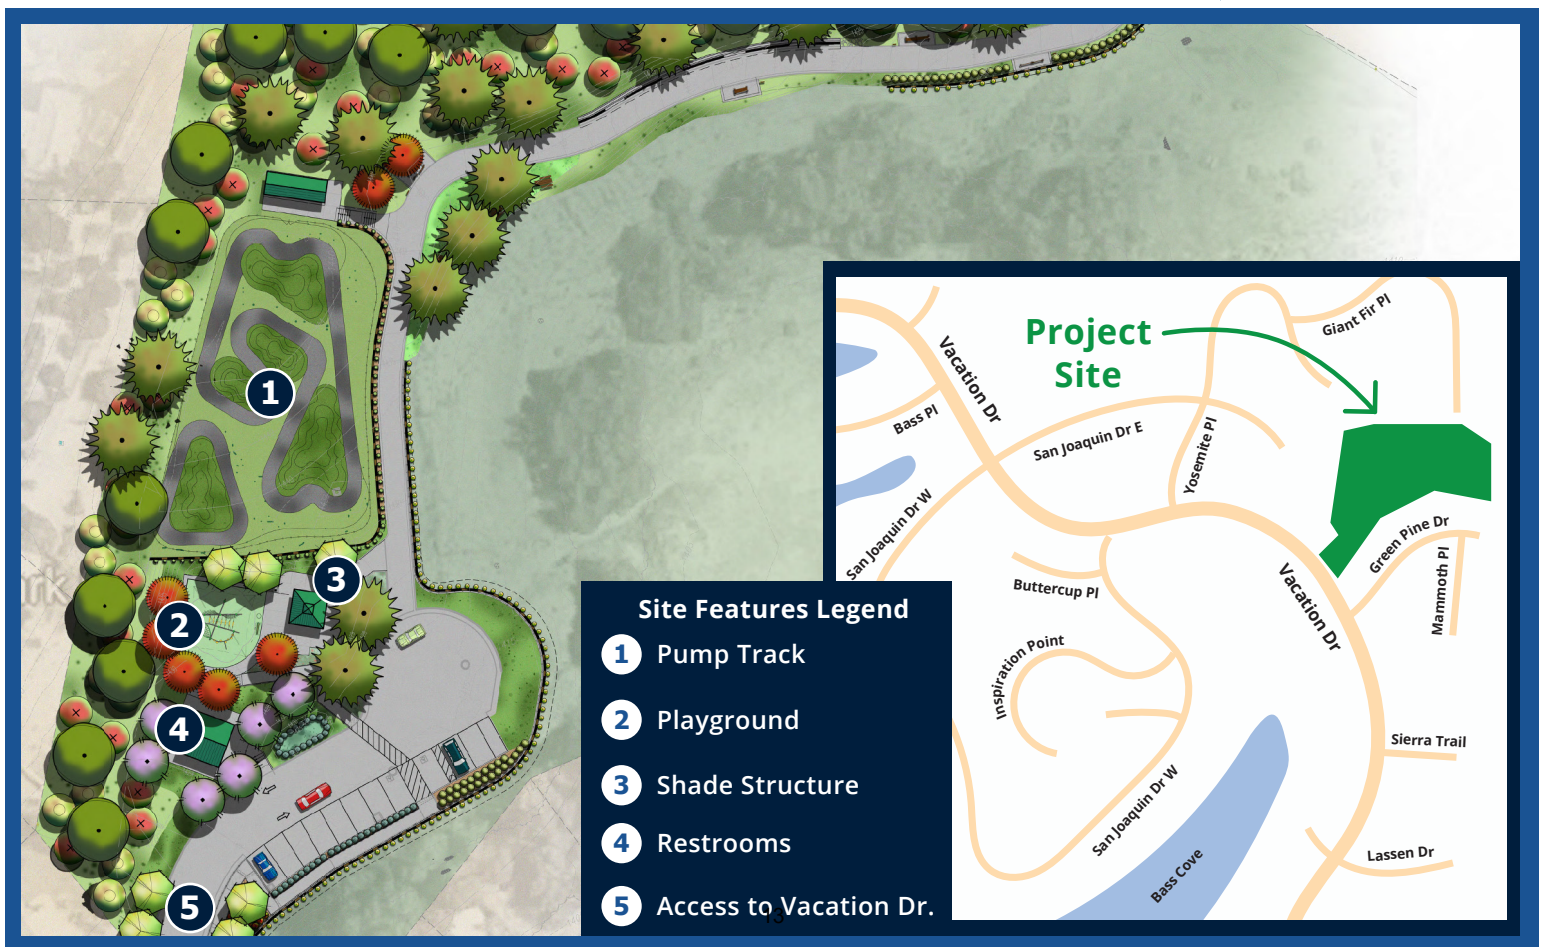 1
2
3
4
5
rk
Site Features Legend
1 Pump Track
2 Playground
3 Shade Structure
4 Restrooms
5 Access to Vacation Dr.
13
Project
Site
Giant Fir Pl
Vacation Dr
Bass Pl
San Joaquin Dr E
Yosemite Pl
San Joaquin Dr W
Green Pine Dr
Mammoth Pl
Buttercup Pl
Vacation Dr
Inspiration Point
Sierra Trail
San Joaquin Dr W
Lassen Dr
Bass Cove